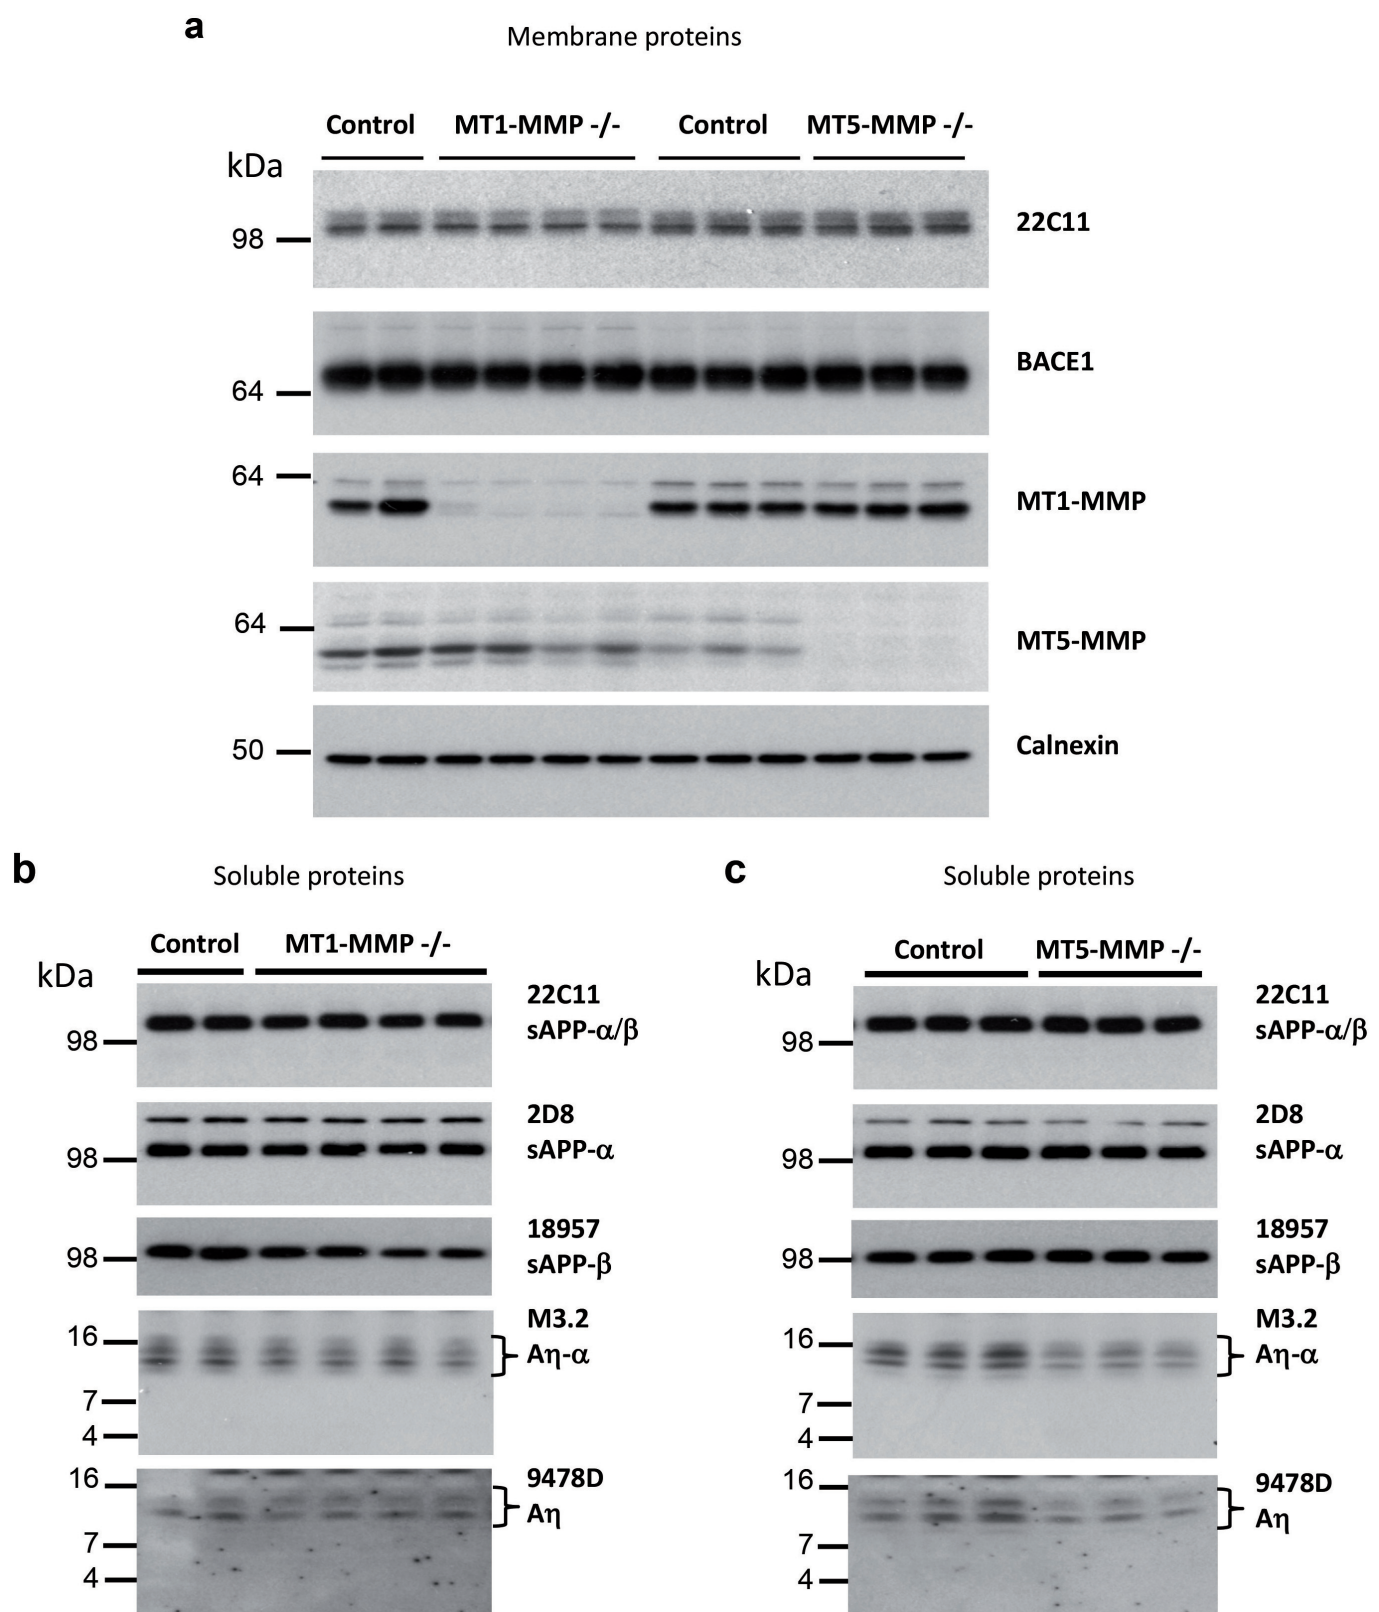 a
Membrane proteins
Control MT1-MMP -/- Control MT5-MMP -/-
kDa
98
22C11
BACE1
64
64
MT1-MMP
64
MT5-MMP
50
Calnexin
b
Soluble proteins
Control MT1-MMP -/-
kDa
22C11
sAPP-α/β
98
2D8
sAPP-α
98
18957
sAPP-β
98
M3.2
16
Aη-α
7
4
16
9478D
Aη
7
4
c
Soluble proteins
Control MT5-MMP -/-
kDa
22C11
sAPP-α/β
98
2D8
sAPP-α
98
18957
sAPP-β
98
M3.2
16
Aη-α
7
4
16
9478D
Aη
7
4